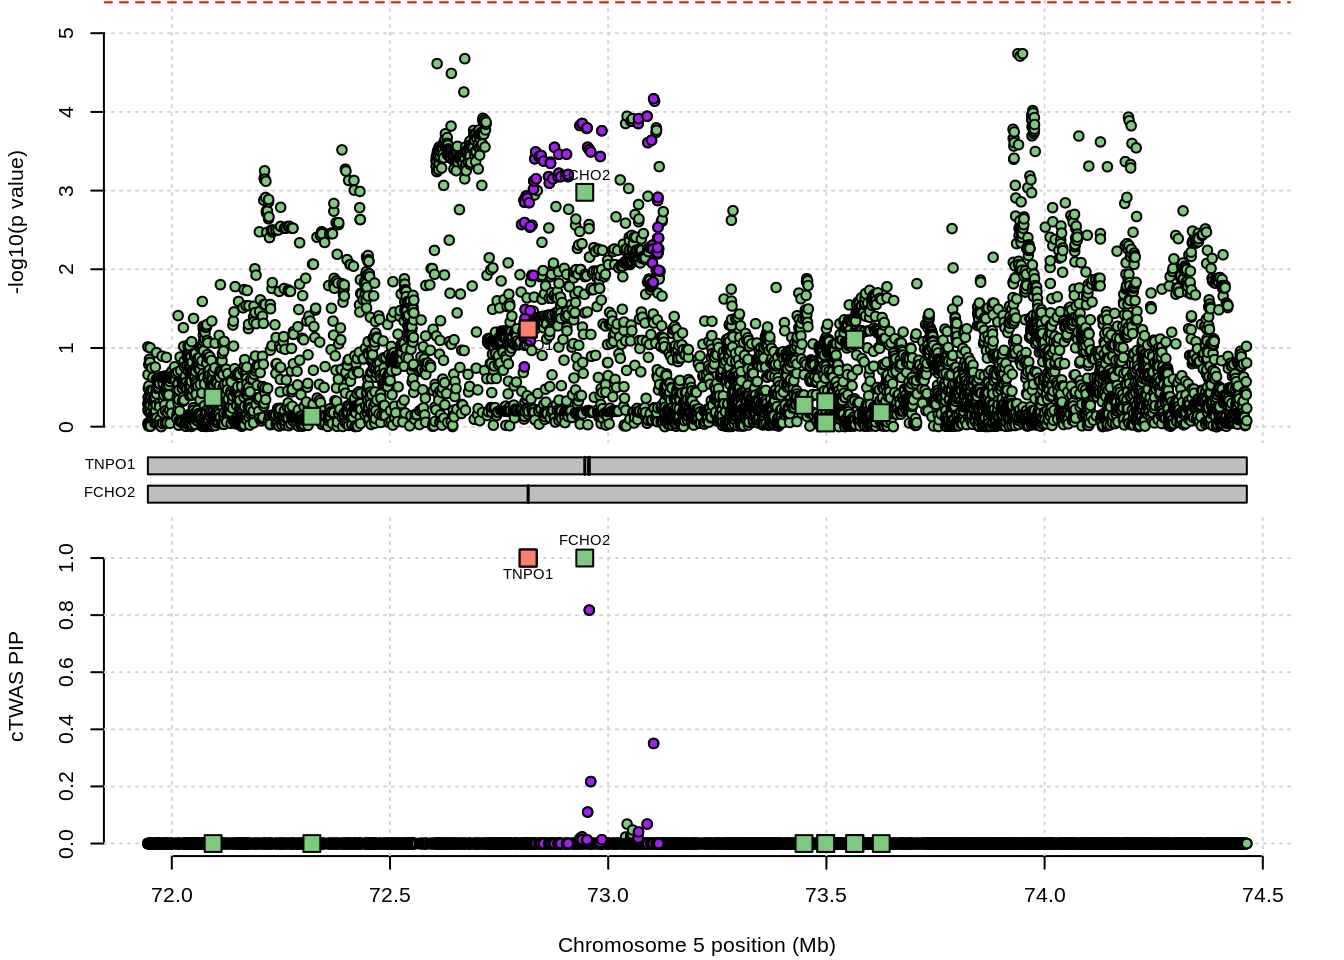 -log10(p value)
5
4
3
2
1
0
FCHO2
TNPO1
FCHO2
cTWAS PIP
1.0
0.8
0.6
0.4
0.2
0.0
FCHO2
TNPO1
72.0 72.5 73.0 73.5 74.0 74.5
Chromosome 5 position (Mb)